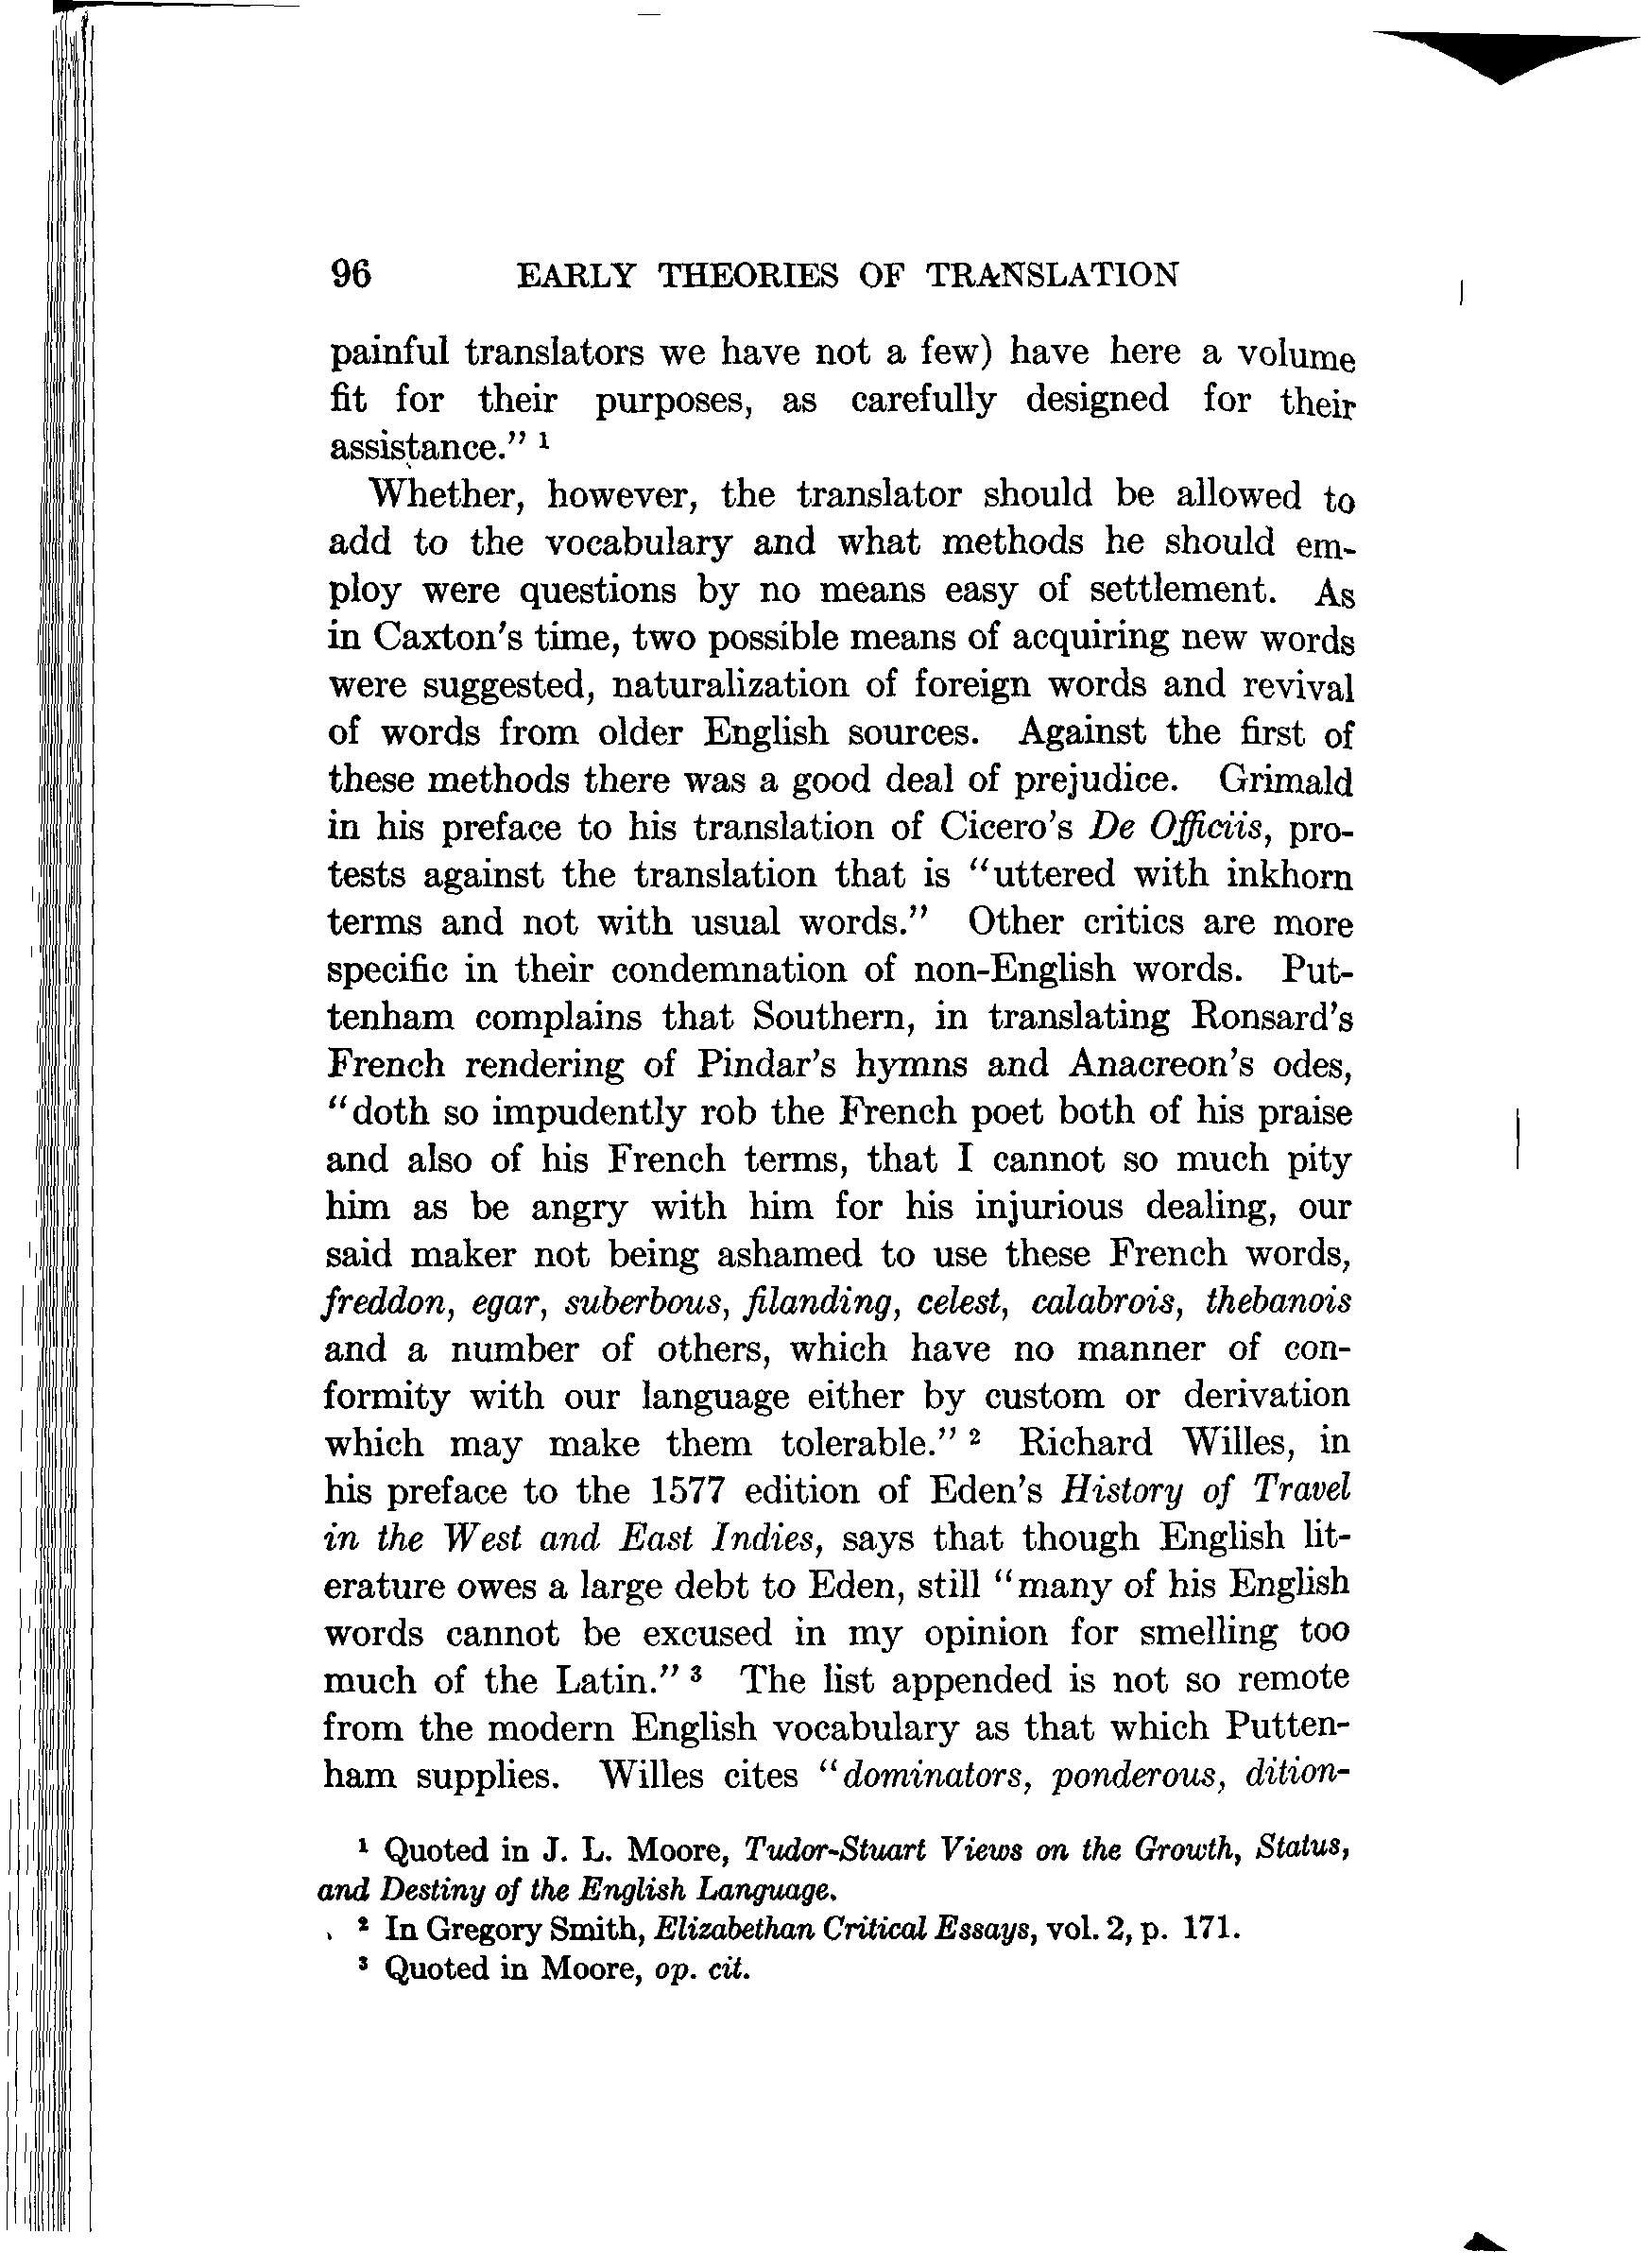 96 EARLY THEORIES OF TRANSLATION
painful translators we have not a few) have here a volume
fit for their purposes, as carefully designed for their
assistance." 1
Whether, however, the translator should be allowed to
add to the vocabulary and what methods he should em-
ploy were questions by no means easy of settlement. As
in Caxton's time, two possible means of acquiring new words
were suggested, naturalization of foreign words and revival
of words from older English sources. Against the first of
these methods there was a good deal of prejudice. Grimald
in his preface to his translation of Cicero's De Officiis, pro-
tests against the translation that is "uttered with inkhorn
terms and not with usual words." Other critics are more
specific in their condemnation of non-English words. Put-
tenham complains that Southern, in translating Ronsard's
French rendering of Pindar's hymns and Anacreon's odes,
"doth so impudently rob the French poet both of his praise
and also of his French terms, that I cannot so much pity
him as be angry with him for his injurious dealing, our
said maker not being ashamed to use these French words,
freddon, egar, suberbous, filanding, celest, calabrois, thebanois
and a number of others, which have no manner of con-
formity with our language either by custom or derivation
which may make them tolerable." 2 Richard Willes, in
his preface to the 1577 edition of Eden's History of Travel
in the West and East Indies, says that though English lit-
erature owes a large debt to Eden, still "many of his English
words cannot be excused in my opinion for smelling too
much of the Latin." 3 The list appended is not so remote
from the modern English vocabulary as that which Putten-
ham supplies. Willes cites "dominators, ponderous, dition-
1 Quoted in J. L. Moore, Tudor-Stuart Views on the Growth, Status,
and Destiny of the English Language.
2 In Gregory Smith, Elizabethan Critical Essays, vol. 2, p. 171.
3 Quoted in Moore, op. cit.